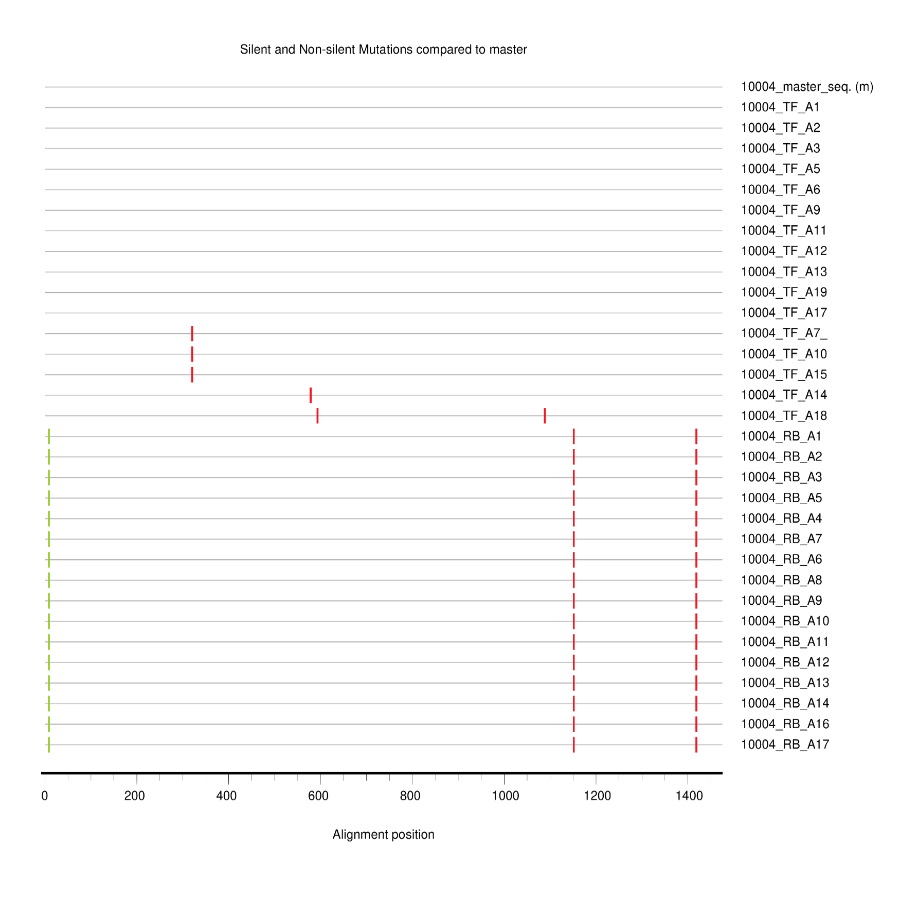 Silent and Non-silent Mutations compared to master
10004_master_seq. (m)
10004_TF_A1
10004_TF_A2
10004_TF_A3
10004_TF_A5
10004_TF_A6
10004_TF_A9
10004_TF_A11
10004_TF_A12
10004_TF_A13
10004_TF_A19
10004_TF_A17
10004_TF_A7_
10004_TF_A10
10004_TF_A15
10004_TF_A14
10004_TF_A18
10004_RB_A1
10004_RB_A2
10004_RB_A3
10004_RB_A5
10004_RB_A4
10004_RB_A7
10004_RB_A6
10004_RB_A8
10004_RB_A9
10004_RB_A10
10004_RB_A11
10004_RB_A12
10004_RB_A13
10004_RB_A14
10004_RB_A16
10004_RB_A17
0 200 400 600 800 1000 1200 1400
Alignment position